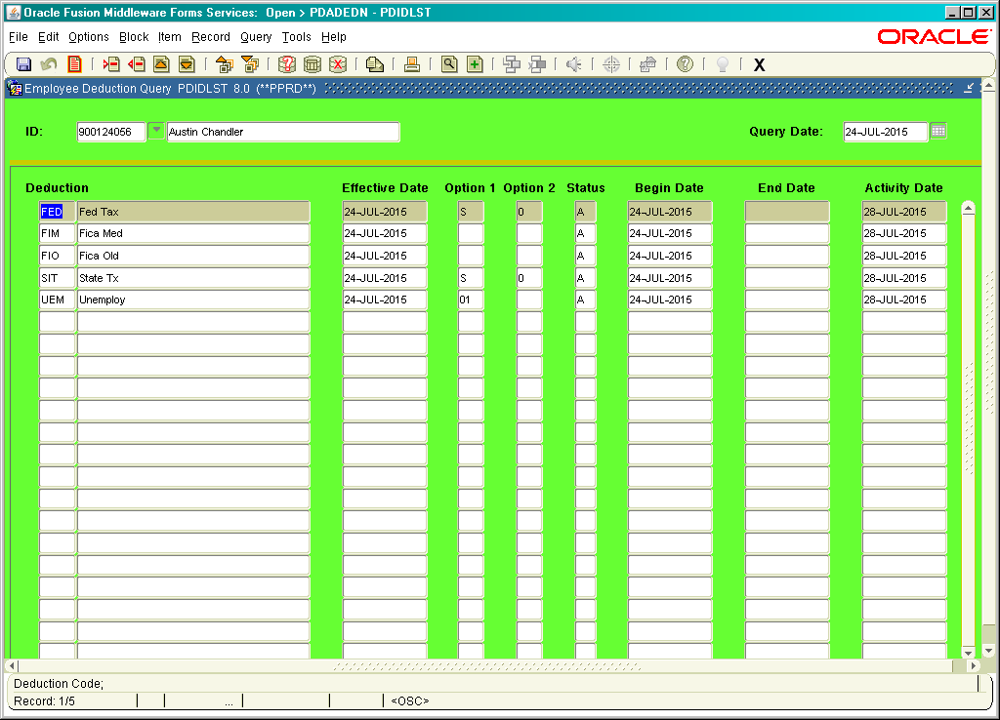 Oracle Fusion Middleware Forms Services: Open > PDADEDN - PDIDLST
File Edit Options Block Item Record Query Tools Help
ORACLE
Employee Deduction Query PDIDLST 8.0 (**PPRD**)
ID: 900124056 Austin Chandler Query Date: 24-JUL-2015
Deduction Effective Date Option 1 Option 2 Status Begin Date End Date Activity Date
FED Fed Tax 24-JUL-2015 S 0 A 24-JUL-2015 28-JUL-2015
FIM Fica Med 24-JUL-2015 A 24-JUL-2015 28-JUL-2015
FIO Fica Old 24-JUL-2015 A 24-JUL-2015 28-JUL-2015
SIT State Tx 24-JUL-2015 S 0 A 24-JUL-2015 28-JUL-2015
UEM Unemploy 24-JUL-2015 01 A 24-JUL-2015 28-JUL-2015
Deduction Code;
Record: 1/5 ... <OSC>